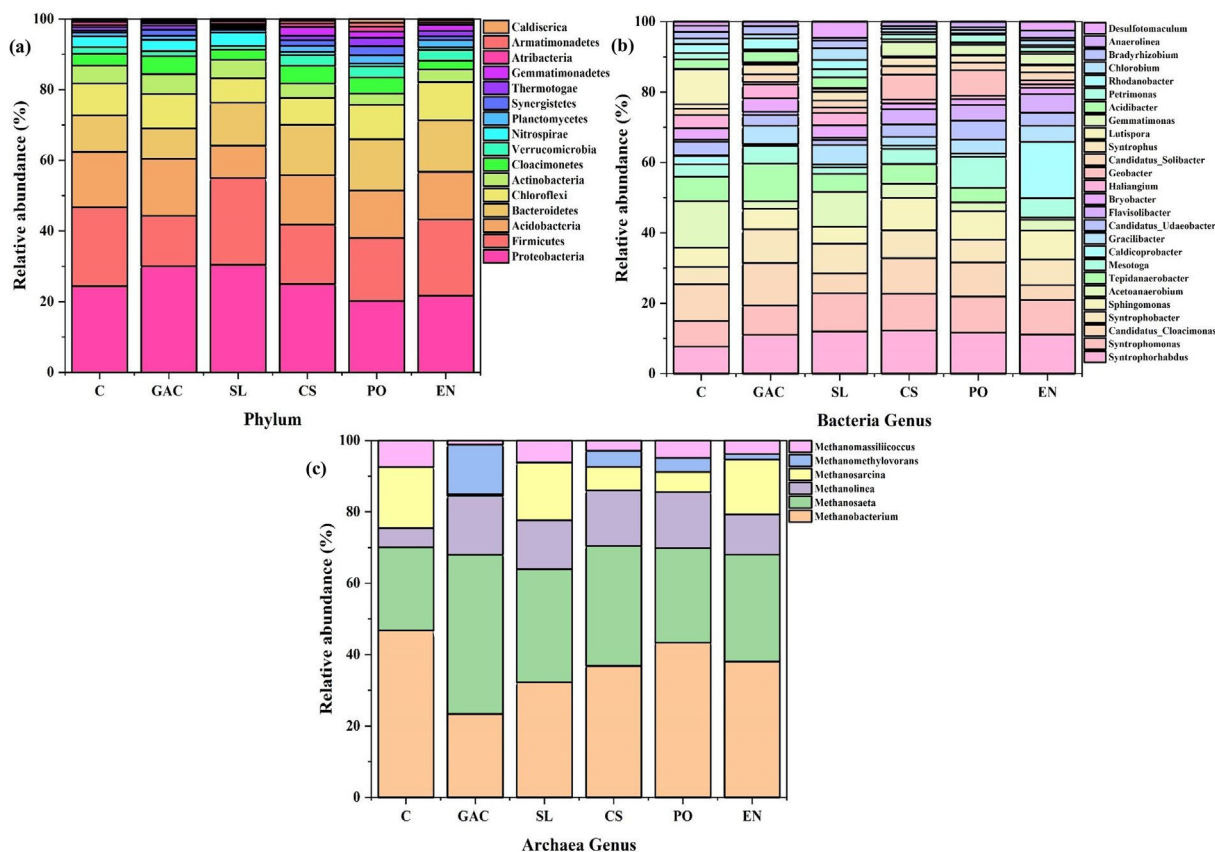 (a)
Relative abundance (%)
100
80
60
40
20
0
C GAC SL CS PO EN
Phylum
Caldiserica
Armatimonadetes
Atribacteria
Gemmatimonadetes
Thermotogae
Synergistetes
Planctomycetes
Nitrospirae
Verrucomicrobia
Cloacimonetes
Actinobacteria
Chloroflexi
Bacteroidetes
Acidobacteria
Firmicutes
Proteobacteria
(b)
Relative abundance (%)
100
80
60
40
20
0
C GAC SL CS PO EN
Bacteria Genus
Desulfotomaculum
Anaerolinea
Bradyrhizobium
Chlorobium
Rhodanobacter
Petrimonas
Acidibacter
Gemmatimonas
Lutispora
Syntrophus
Candidatus_Solibacter
Geobacter
Haliangium
Bryobacter
Flavisolibacter
Candidatus_Udaeobacter
Gracilibacter
Caldicoprobacter
Mesotoga
Tepidanaerobacter
Acetoanaerobium
Sphingomonas
Syntrophobacter
Candidatus_Cloacimonas
Syntrophomonas
Syntrophorhabdus
(c)
Relative abundance (%)
100
80
60
40
20
0
C GAC SL CS PO EN
Archaea Genus
Methanomassiliicoccus
Methanomethylovorans
Methanosarcina
Methanolinea
Methanosaeta
Methanobacterium